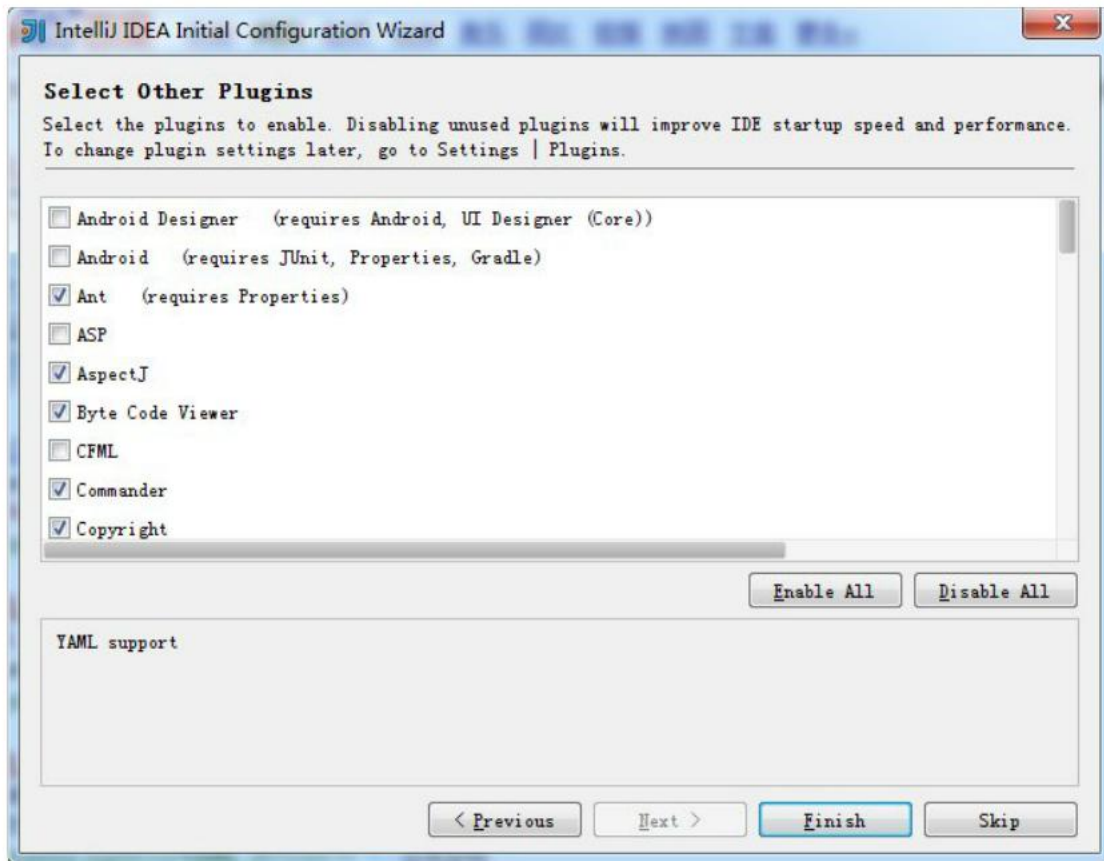 IntelliJ IDEA Initial Configuration Wizard
Select Other Plugins
Select the plugins to enable. Disabling unused plugins will improve IDE startup speed and performance.
To change plugin settings later, go to Settings | Plugins.
Android Designer (requires Android, UI Designer (Core))
Android (requires JUnit, Properties, Gradle)
Ant (requires Properties)
ASP
AspectJ
Byte Code Viewer
CFML
Commander
Copyright
Enable All Disable All
YAML support
< Previous Next > Finish Skip